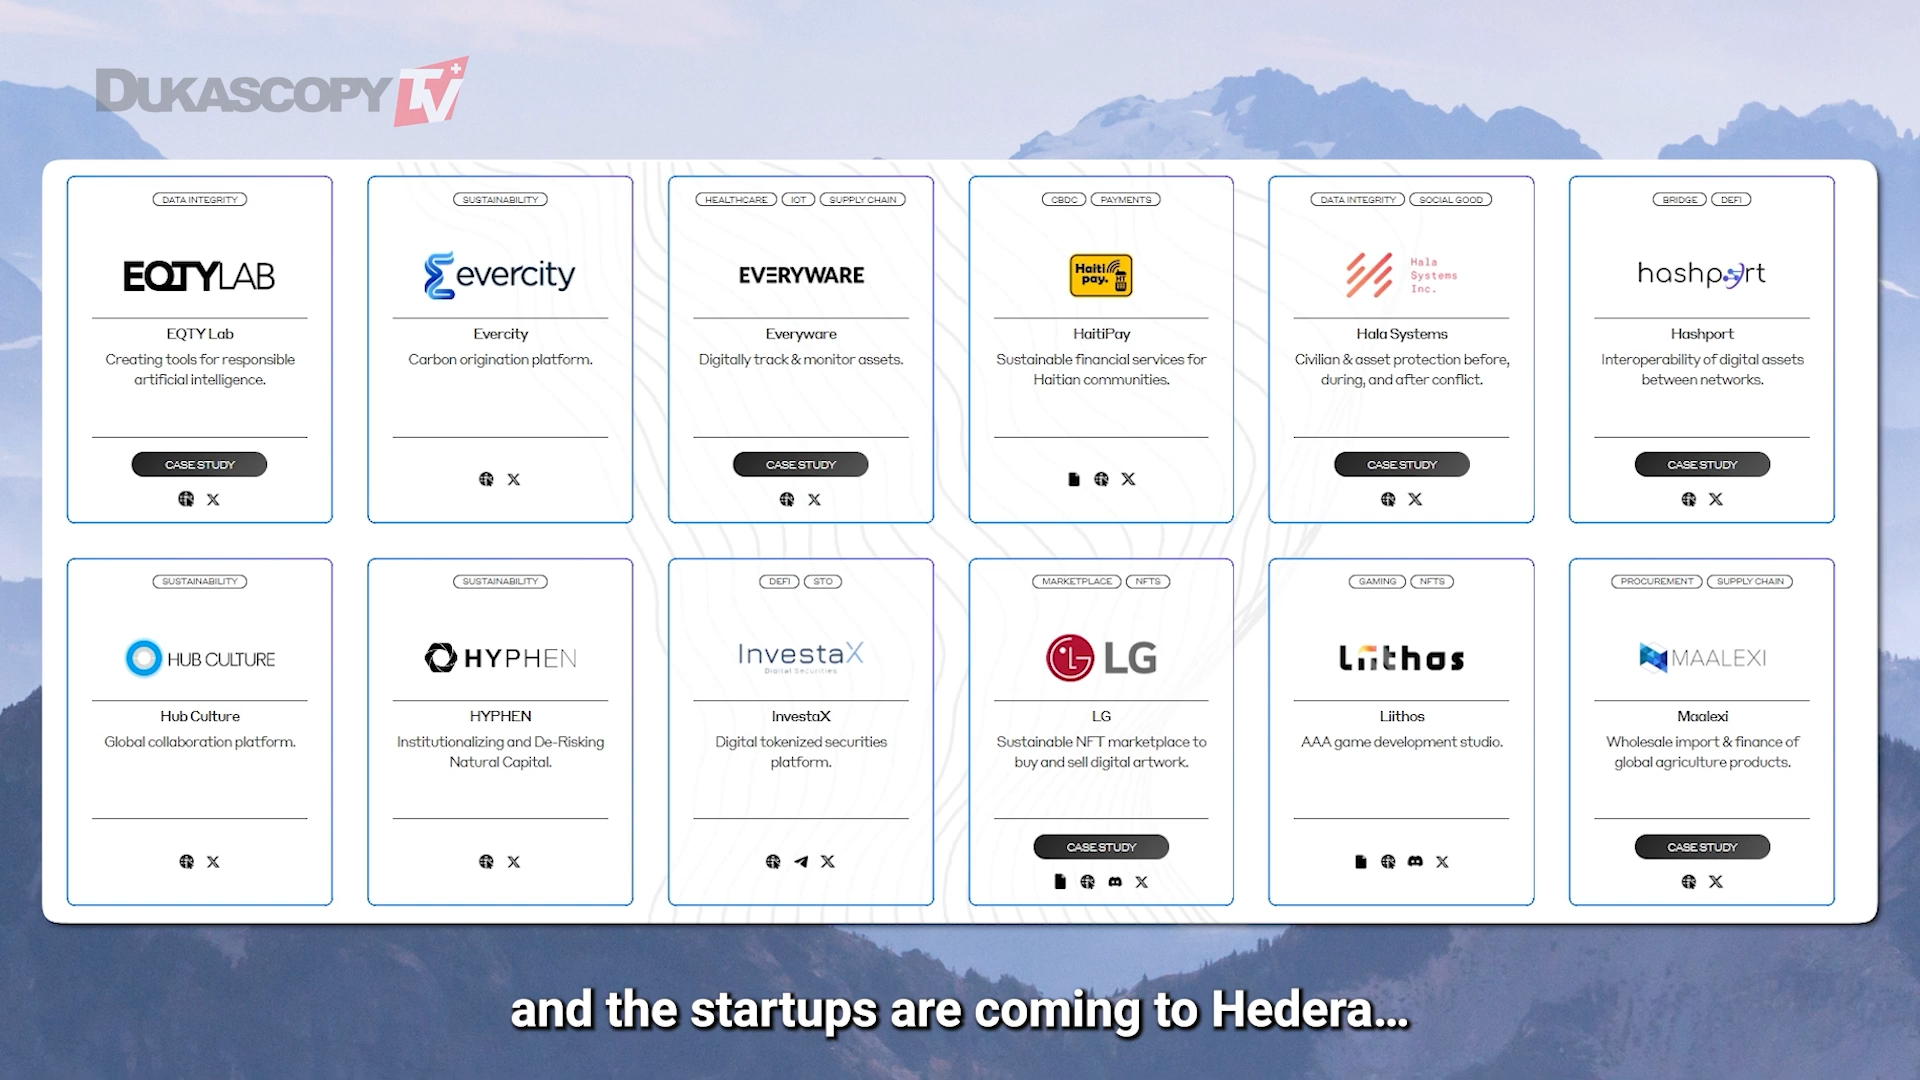 DUKASCOPY TV
DATA INTEGRITY
EQTYLAB
EQTY Lab
Creating tools for responsible
artificial intelligence.
CASE STUDY
SUSTAINABILITY
evercity
Evercity
Carbon origination platform.
HEALTHCARE IOT SUPPLY CHAIN
EVERYWARE
Everyware
Digitally track & monitor assets.
CASE STUDY
CBDC PAYMENTS
Haiti
pay.
HaitiPay
Sustainable financial services for
Haitian communities.
DATA INTEGRITY SOCIAL GOOD
Hala
Systems
Inc.
Hala Systems
Civilian & asset protection before,
during, and after conflict.
CASE STUDY
BRIDGE DEFI
hashport
Hashport
Interoperability of digital assets
between networks.
CASE STUDY
SUSTAINABILITY
HUB CULTURE
Hub Culture
Global collaboration platform.
SUSTAINABILITY
HYPHEN
HYPHEN
Institutionalizing and De-Risking
Natural Capital.
DEFI STO
InvestaX
Digital Securities
InvestaX
Digital tokenized securities
platform.
MARKETPLACE NFTS
LG
LG
Sustainable NFT marketplace to
buy and sell digital artwork.
CASE STUDY
GAMING NFTS
Liithos
Liithos
AAA game development studio.
PROCUREMENT SUPPLY CHAIN
MAALEXI
Maalexi
Wholesale import & finance of
global agriculture products.
CASE STUDY
and the startups are coming to Hedera...